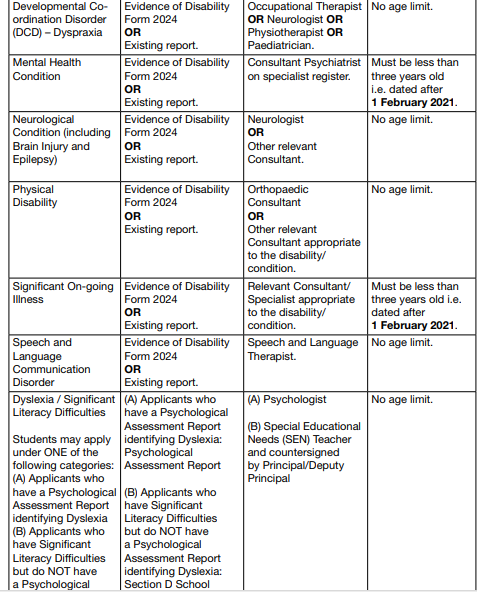 Developmental Co-
ordination Disorder
(DCD) – Dyspraxia
Evidence of Disability
Form 2024
OR
Existing report.
Occupational Therapist
OR Neurologist OR
Physiotherapist OR
Paediatrician.
No age limit.
Mental Health
Condition
Evidence of Disability
Form 2024
OR
Existing report.
Consultant Psychiatrist
on specialist register.
Must be less than
three years old
i.e. dated after
1 February 2021.
Neurological
Condition (including
Brain Injury and
Epilepsy)
Evidence of Disability
Form 2024
OR
Existing report.
Neurologist
OR
Other relevant
Consultant.
No age limit.
Physical
Disability
Evidence of Disability
Form 2024
OR
Existing report.
Orthopaedic
Consultant
OR
Other relevant
Consultant appropriate
to the disability/
condition.
No age limit.
Significant On-going
Illness
Evidence of Disability
Form 2024
OR
Existing report.
Relevant Consultant/
Specialist appropriate
to the disability/
condition.
Must be less than
three years old i.e.
dated after
1 February 2021.
Speech and
Language
Communication
Disorder
Evidence of Disability
Form 2024
OR
Existing report.
Speech and Language
Therapist.
No age limit.
Dyslexia / Significant
Literacy Difficulties
Students may apply
under ONE of the
following categories:
(A) Applicants who
have a Psychological
Assessment Report
identifying Dyslexia
(B) Applicants who
have Significant
Literacy Difficulties
but do NOT have
a Psychological
(A) Applicants who
have a Psychological
Assessment Report
identifying Dyslexia:
Psychological
Assessment Report
(B) Applicants who
have Significant
Literacy Difficulties
but do NOT have
a Psychological
Assessment Report
identifying Dyslexia:
Section D School
(A) Psychologist
(B) Special Educational
Needs (SEN) Teacher
and countersigned
by Principal/Deputy
Principal
No age limit.